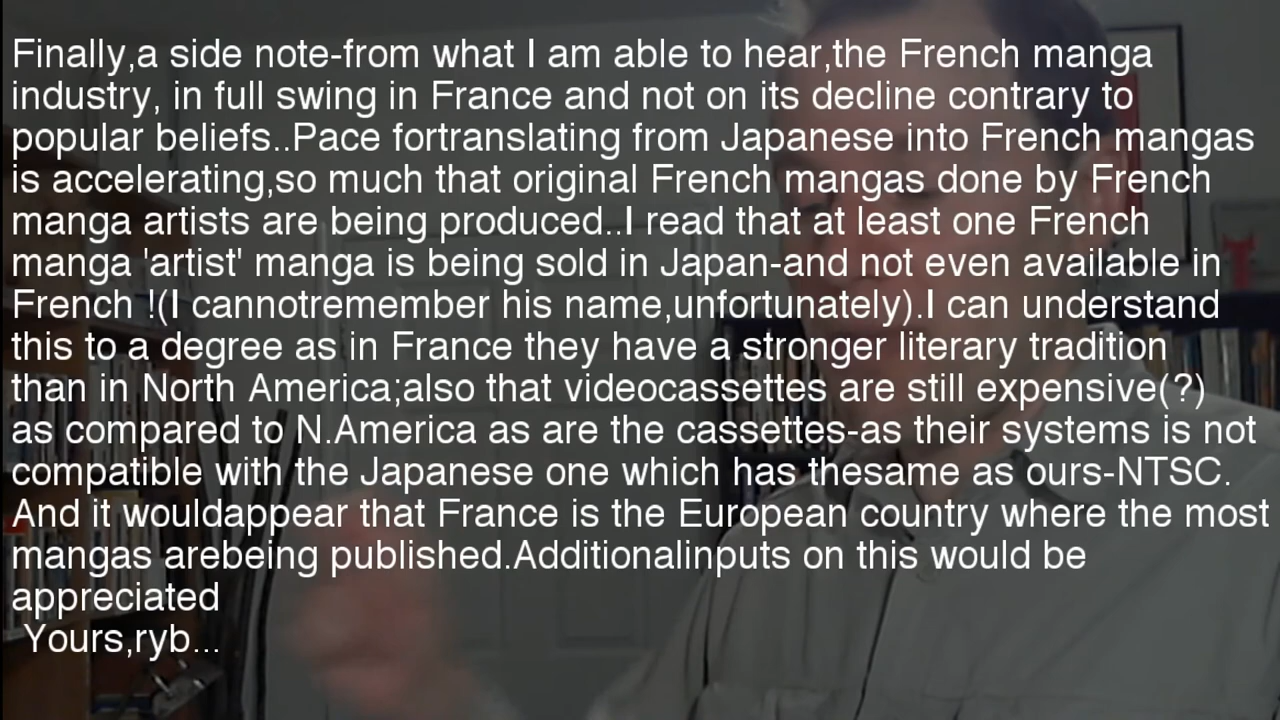 Finally,a side note-from what I am able to hear,the French manga
industry, in full swing in France and not on its decline contrary to
popular beliefs..Pace fortranslating from Japanese into French mangas
is accelerating,so much that original French mangas done by French
manga artists are being produced..I read that at least one French
manga 'artist' manga is being sold in Japan-and not even available in
French !(I cannotremember his name,unfortunately).I can understand
this to a degree as in France they have a stronger literary tradition
than in North America;also that videocassettes are still expensive(?)
as compared to N.America as are the cassettes-as their systems is not
compatible with the Japanese one which has thesame as ours-NTSC.
And it wouldappear that France is the European country where the most
mangas arebeing published.Additionalinputs on this would be
appreciated
Yours,ryb...